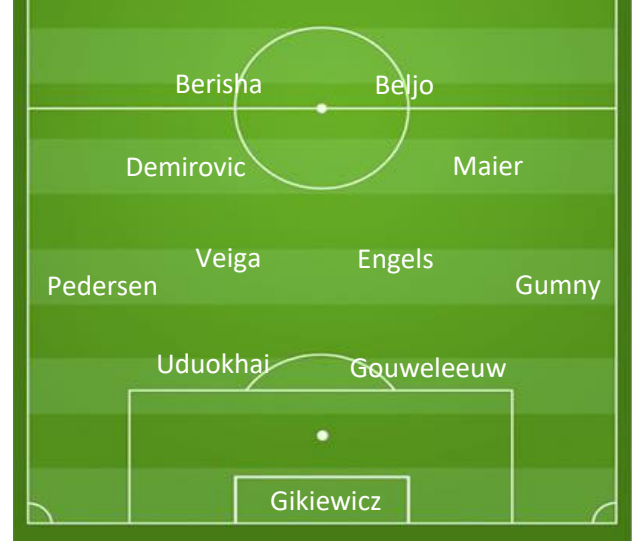 Berisha Beljo
Demirovic Maier
Veiga Engels
Pedersen Gumny
Uduokhai Gouweleeuw
Gikiewicz